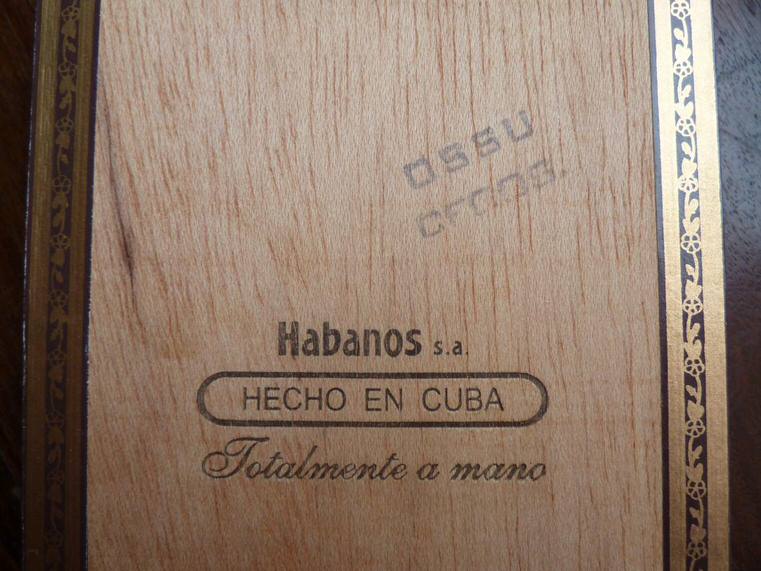 OSSU
Habanos s.a.
HECHO EN CUBA
Totalmente a mano